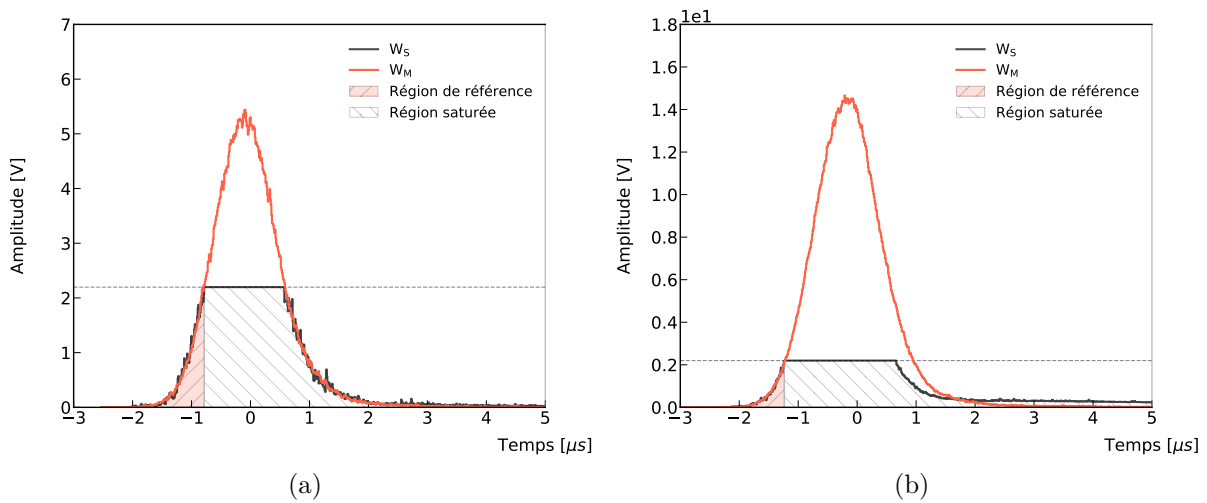 7
6
5
4
3
2
1
0
Amplitude [V]
−3
−2
−1
0
1
2
3
4
5
Temps [μs]
W_S
W_M
Région de référence
Région saturée
(a)
1e1
1.8
1.6
1.4
1.2
1.0
0.8
0.6
0.4
0.2
0.0
Amplitude [V]
−3
−2
−1
0
1
2
3
4
5
Temps [μs]
W_S
W_M
Région de référence
Région saturée
(b)